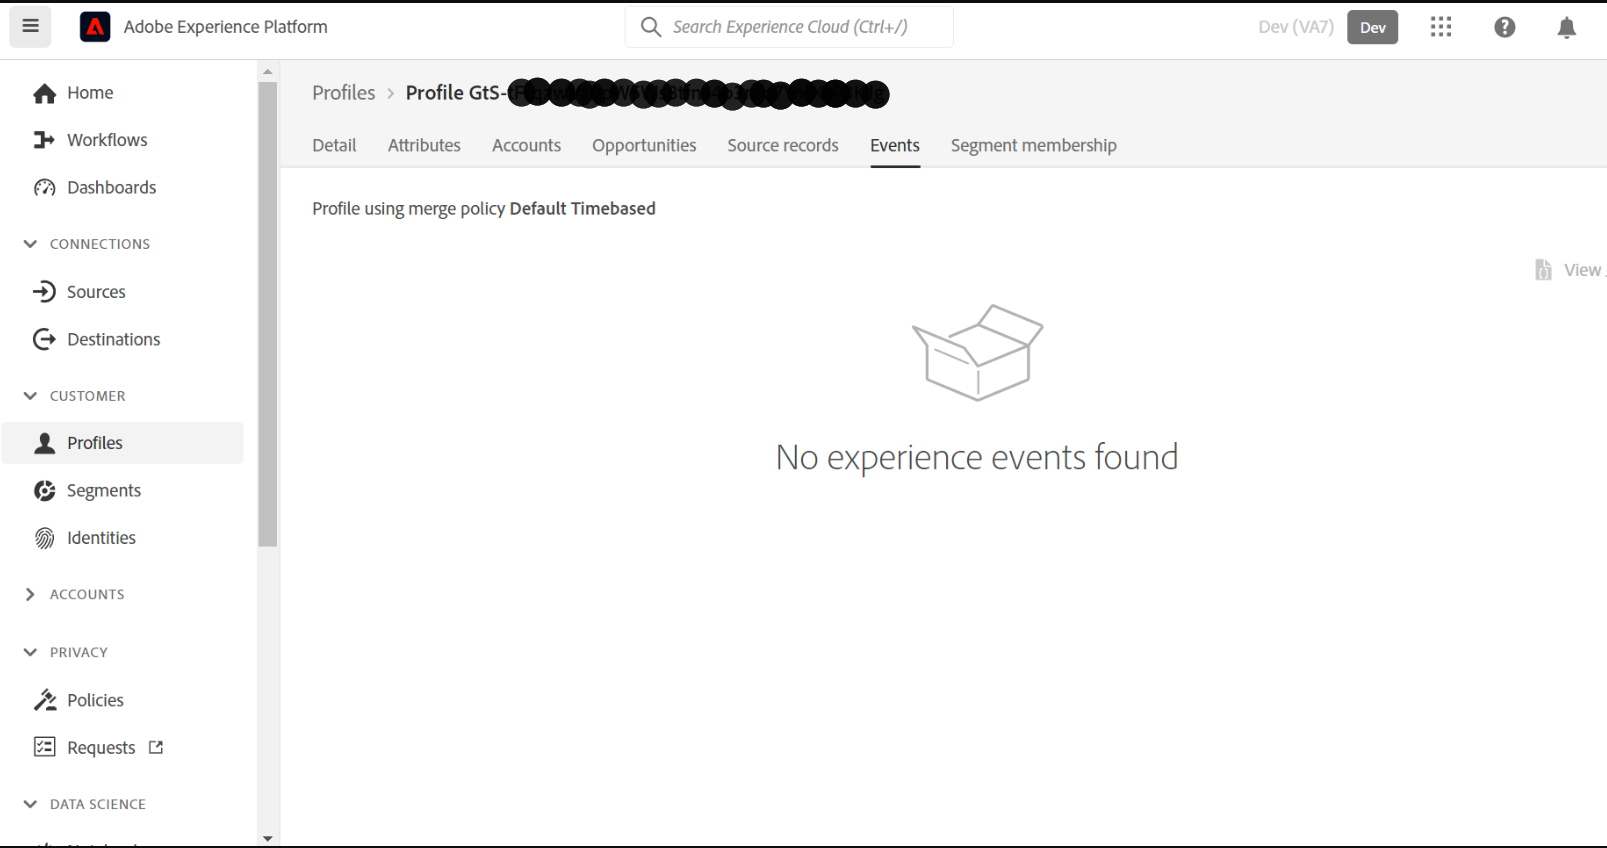 Adobe Experience Platform
Search Experience Cloud (Ctrl+/)
Dev (VA7)
Dev
Home
Workflows
Dashboards
CONNECTIONS
Sources
Destinations
CUSTOMER
Profiles
Segments
Identities
ACCOUNTS
PRIVACY
Policies
Requests
DATA SCIENCE
Profiles > Profile GtS-
Detail Attributes Accounts Opportunities Source records Events Segment membership
Profile using merge policy Default Timebased
View
No experience events found